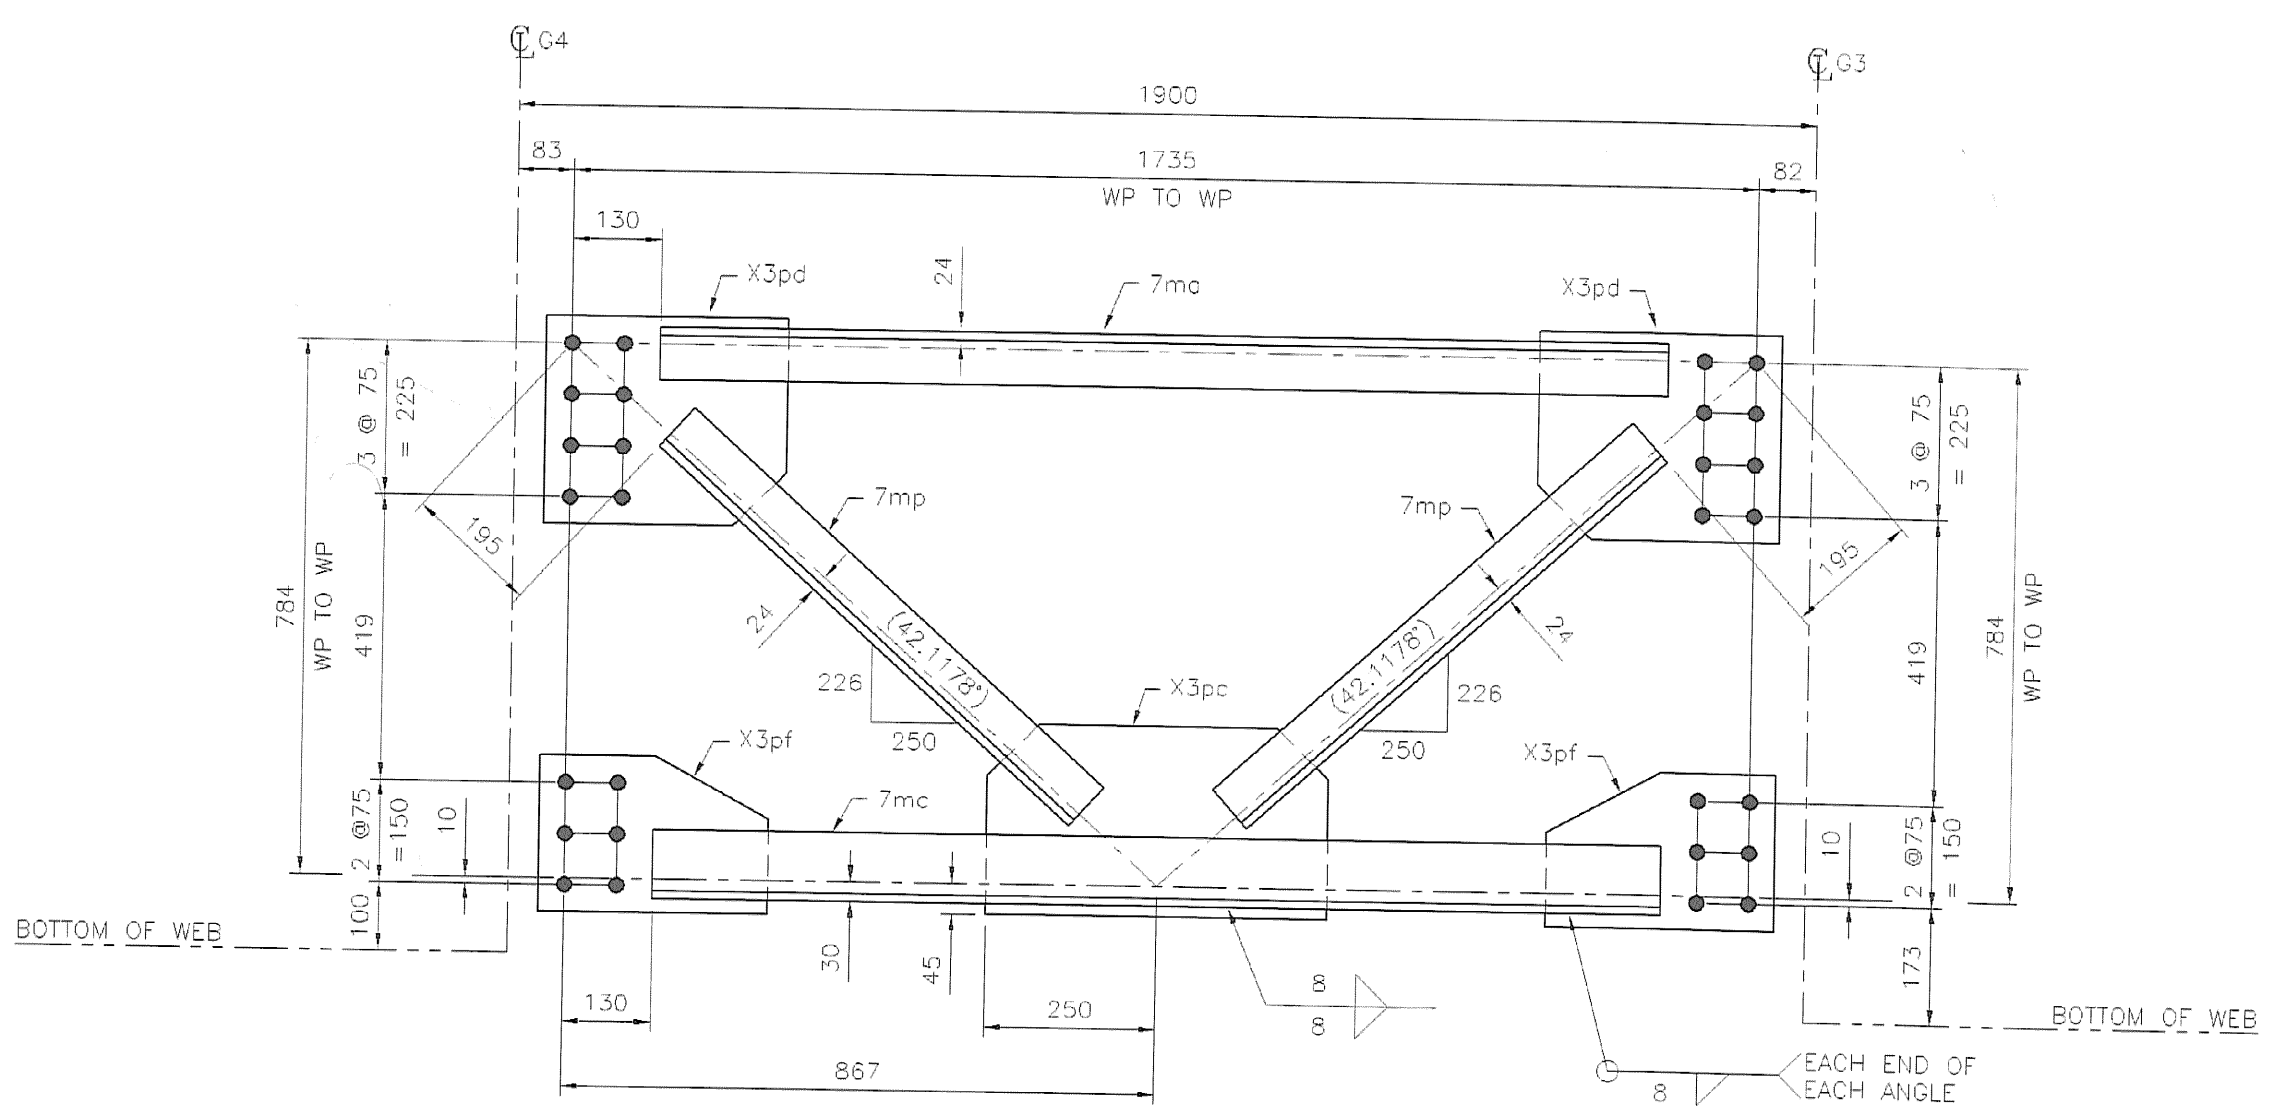 ℄ G4
℄ G3
1900
83
1735
82
WP TO WP
130
24
X3pd
7ma
X3pd
3 @ 75
= 225
3 @ 75
= 225
195
7mp
7mp
195
784
WP TO WP
419
24
(42.1178°)
(42.1178°)
24
419
784
WP TO WP
226
250
X3pc
226
250
X3pf
X3pf
7mc
2 @75
=150
10
10
2 @75
= 150
100
BOTTOM OF WEB
30
45
173
130
250
8
8
BOTTOM OF WEB
867
8
EACH END OF
EACH ANGLE